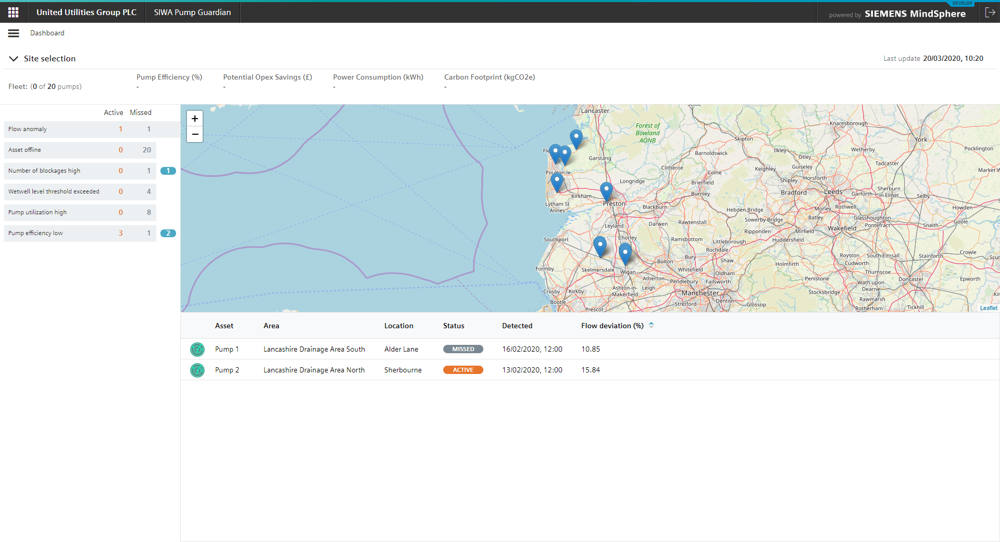 DEVELOP
United Utilities Group PLC
SIWA Pump Guardian
powered by SIEMENS MindSphere
Dashboard
Site selection
Last update 20/03/2020, 10:20
Fleet: (0 of 20 pumps)
Pump Efficiency (%)
-
Potential Opex Savings (£)
-
Power Consumption (kWh)
-
Carbon Footprint (kgCO2e)
-
Active Missed
Flow anomaly 1 1
Asset offline 0 20
Number of blockages high 0 1 1
Wetwell level threshold exceeded 0 4
Pump utilization high 0 8
Pump efficiency low 3 1 2
+
−
Lancaster
Settle
Forest of
Bowland
AONB
Knaresborough
York
Skipton
Pocklington
Wetherby
Ilkley
Otley
Barnoldswick
Garstang
Tadcaster
Clitheroe
Colne
Keighley
Guiseley
Market W
Poulton-le-
Longridge
Brierfield
Shipley
Horsforth
Sherburn
-in-Elmet
Burnley
Bradford
Leeds
Garforth
Selby
Kirkham
Lytham St
Annes
Preston
Blackburn
Hebden Bridge
Morley
Rothwell
Howden
Batley
Glasshoughton
Goole
Leyland
Darwen
Rawtenstall
Sowerby Bridge
Ripponden
Mirfield
Wakefield
Pontefract
Snaith
Southport
Chorley
Ramsbottom
Littleborough
Huddersfield
Rochdale
Royston
South Elmsall
Stainforth
Crowle
Scun
Bury
Shaw
Cudworth
Bolton
Holmfirth
Formby
Skelmersdale
Wigan
Whitefield
Oldham
Thurnscoe
Atherton
Pendlebury
Failsworth
Penistone
Wath upon
Dearne
Doncaster
Epworth
Crosby
Kirkby
Ashton-in-
Makerfield
Leigh
Manchester
Stocksbridge
Bootle
Denton
Glossop
Rawmarsh
Prescot
Stretford
Rotherham
Tickhill
Leaflet
Asset Area Location Status Detected Flow deviation (%)
Pump 1 Lancashire Drainage Area South Alder Lane MISSED 16/02/2020, 12:00 10.85
Pump 2 Lancashire Drainage Area North Sherbourne ACTIVE 13/02/2020, 12:00 15.84